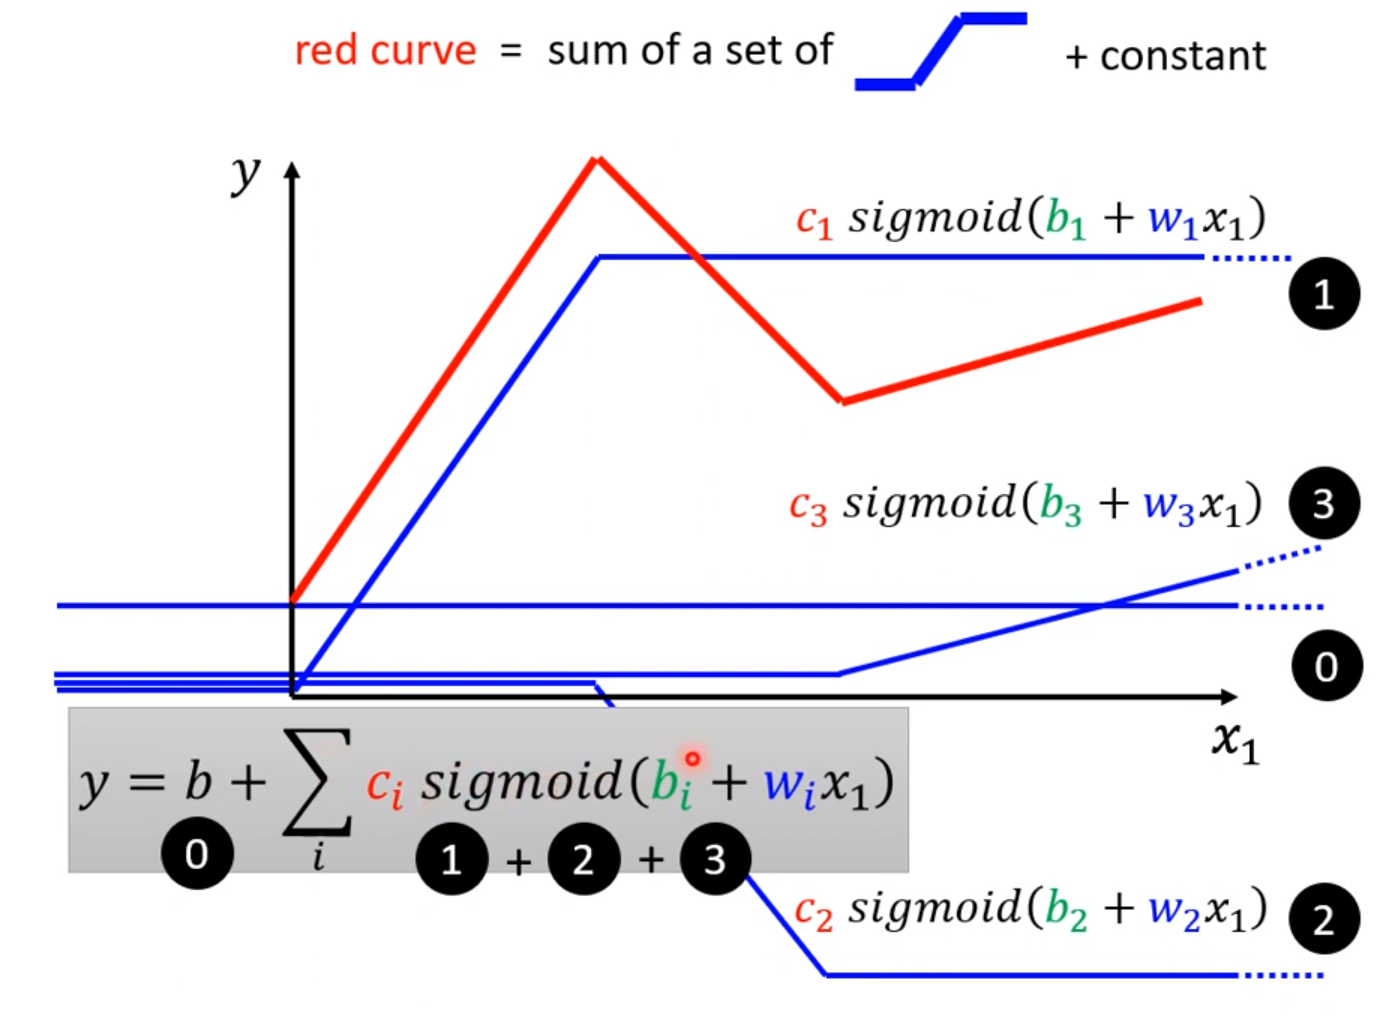 red curve = sum of a set of + constant
y
c₁ sigmoid(b₁ + w₁x₁)
1
c₃ sigmoid(b₃ + w₃x₁)
3
0
x₁
y = b + ∑ᵢ cᵢ sigmoid(bᵢ + wᵢx₁)
0 1 + 2 + 3
c₂ sigmoid(b₂ + w₂x₁)
2